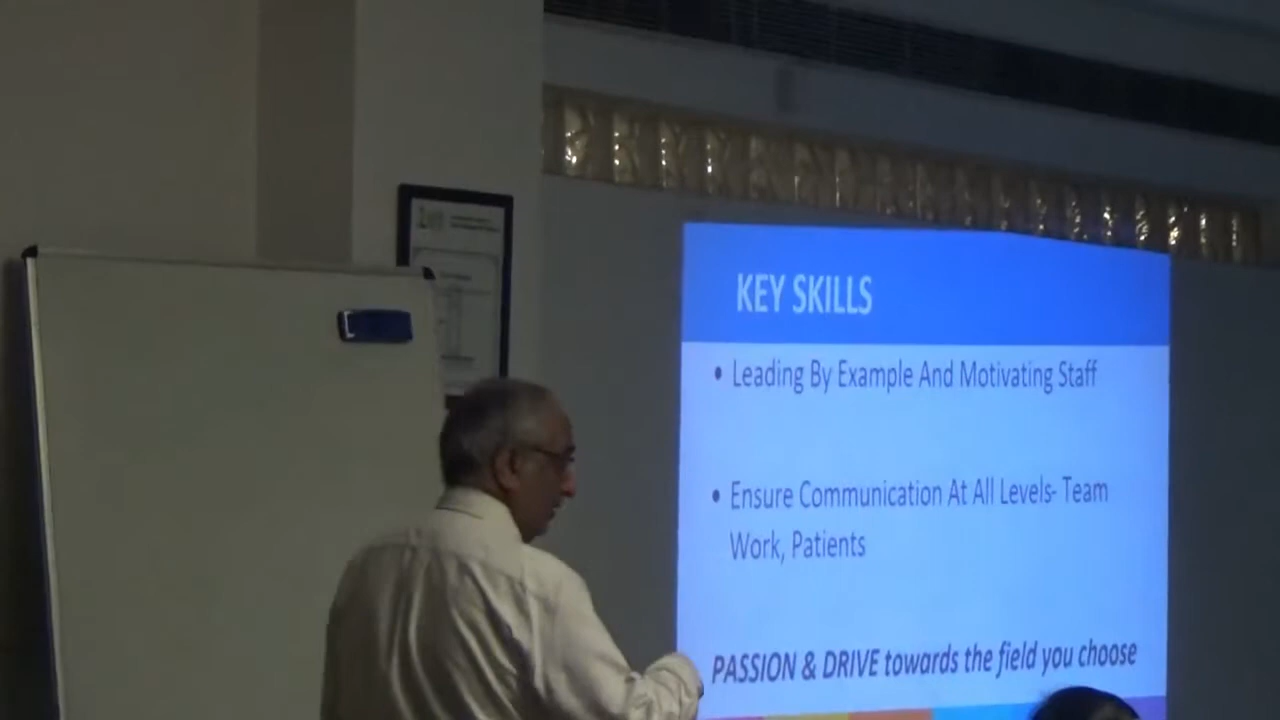 KEY SKILLS
• Leading By Example And Motivating Staff
• Ensure Communication At All Levels- Team
Work, Patients
PASSION & DRIVE towards the field you choose